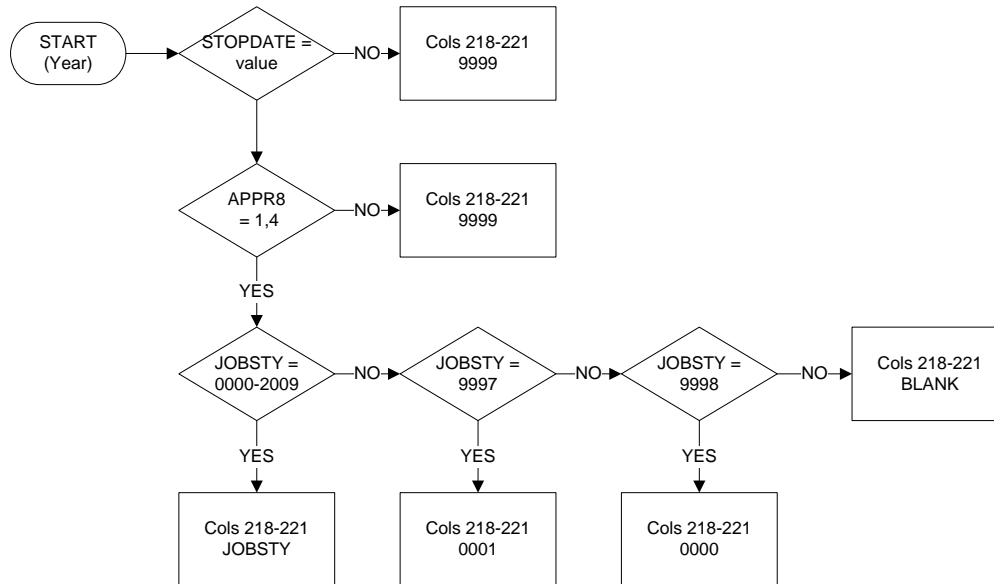 START
(Year)
STOPDATE =
value
NO
Cols 218-221
9999
APPR8
= 1,4
NO
Cols 218-221
9999
YES
JOBSTY =
0000-2009
NO
JOBSTY =
9997
NO
JOBSTY =
9998
NO
Cols 218-221
BLANK
YES
YES
YES
Cols 218-221
JOBSTY
Cols 218-221
0001
Cols 218-221
0000